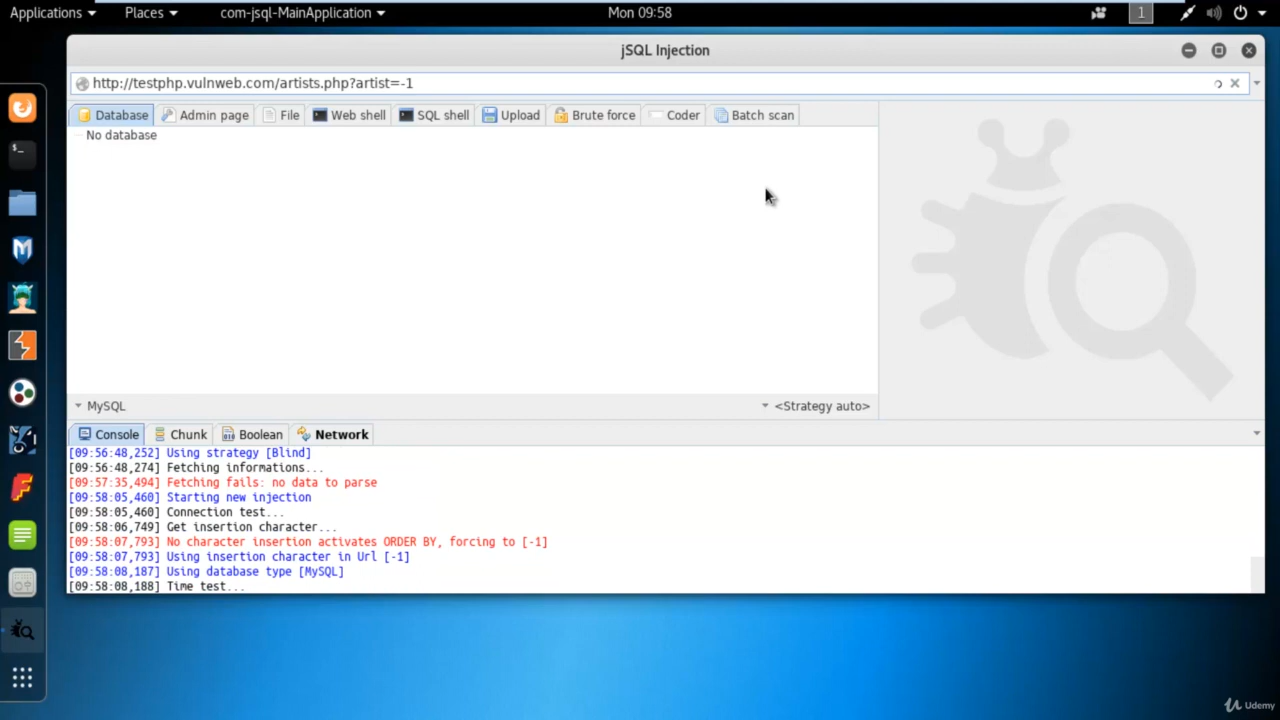 Applications Places com-jsql-MainApplication Mon 09:58 1
jSQL Injection
http://testphp.vulnweb.com/artists.php?artist=-1
Database Admin page File Web shell SQL shell Upload Brute force Coder Batch scan
No database
MySQL <Strategy auto>
Console Chunk Boolean Network
[09:56:48,252] Using strategy [Blind]
[09:56:48,274] Fetching informations...
[09:57:35,494] Fetching fails: no data to parse
[09:58:05,460] Starting new injection
[09:58:05,460] Connection test...
[09:58:06,749] Get insertion character...
[09:58:07,793] No character insertion activates ORDER BY, forcing to [-1]
[09:58:07,793] Using insertion character in Url [-1]
[09:58:08,187] Using database type [MySQL]
[09:58:08,188] Time test...
Udemy